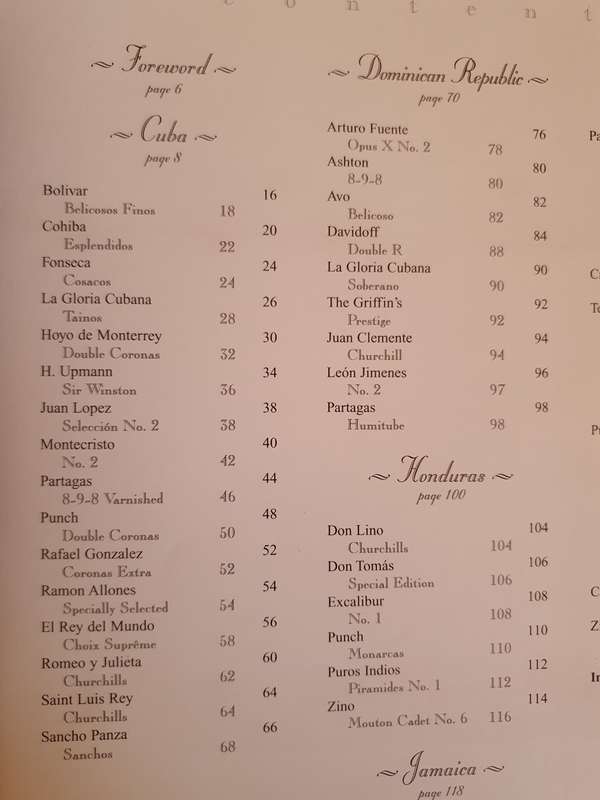 contents
Foreword
page 6
Cuba
page 8
Bolivar 16
Belicosos Finos 18
Cohiba 20
Esplendidos 22
Fonseca 24
Cosacos 24
La Gloria Cubana 26
Tainos 28
Hoyo de Monterrey 30
Double Coronas 32
H. Upmann 34
Sir Winston 36
Juan Lopez 38
Selección No. 2 38
Montecristo 40
No. 2 42
Partagas 44
8-9-8 Varnished 46
Punch 48
Double Coronas 50
Rafael Gonzalez 52
Coronas Extra 52
Ramon Allones 54
Specially Selected 54
El Rey del Mundo 56
Choix Suprême 58
Romeo y Julieta 60
Churchills 62
Saint Luis Rey 64
Churchills 64
Sancho Panza 66
Sanchos 68
Dominican Republic
page 70
Arturo Fuente 76
Opus X No. 2 78
Ashton 80
8-9-8 80
Avo 82
Belicoso 82
Davidoff 84
Double R 88
La Gloria Cubana 90
Soberano 90
The Griffin's 92
Prestige 92
Juan Clemente 94
Churchill 94
León Jimenes 96
No. 2 97
Partagas 98
Humitube 98
Honduras
page 100
Don Lino 104
Churchills 104
Don Tomás 106
Special Edition 106
Excalibur 108
No. 1 108
Punch 110
Monarcas 110
Puros Indios 112
Piramides No. 1 112
Zino 114
Mouton Cadet No. 6 116
Jamaica
page 118